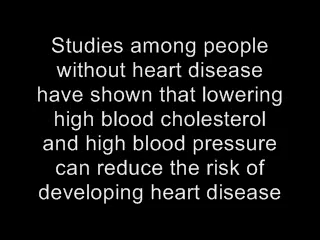 Studies among people
without heart disease
have shown that lowering
high blood cholesterol
and high blood pressure
can reduce the risk of
developing heart disease